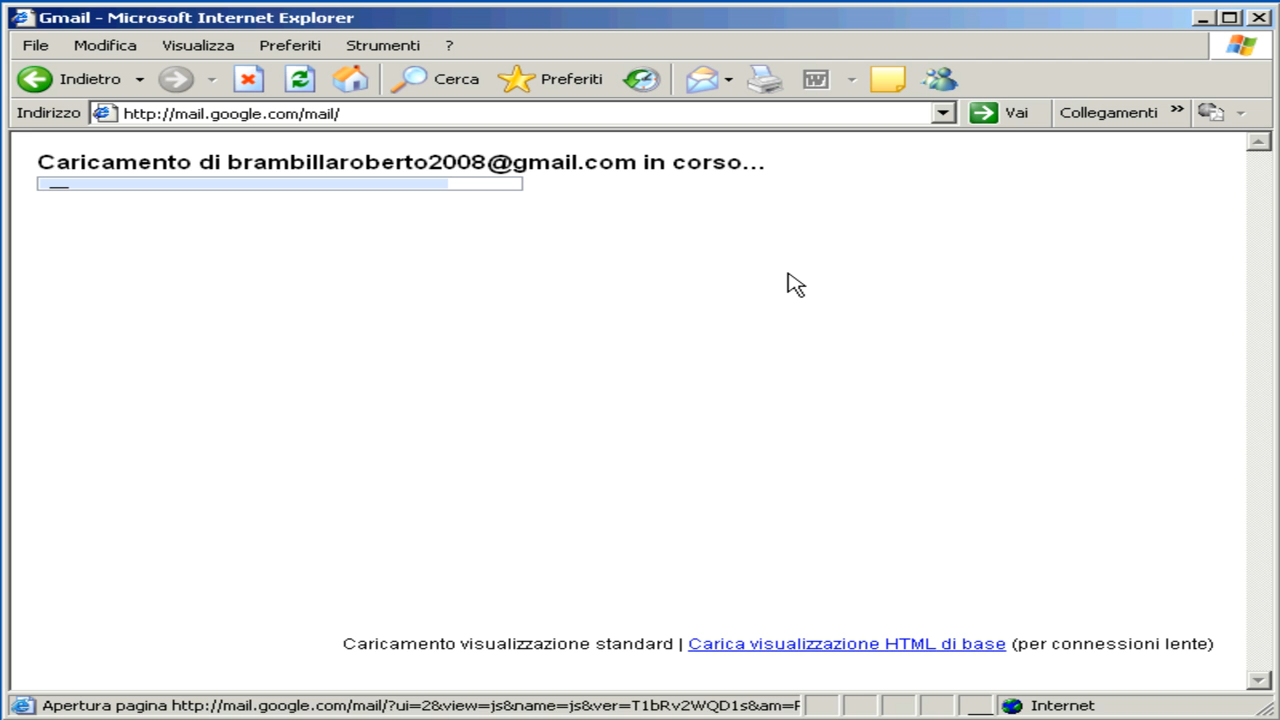 Gmail - Microsoft Internet Explorer
File Modifica Visualizza Preferiti Strumenti ?
Indietro Cerca Preferiti
Indirizzo http://mail.google.com/mail/ Vai Collegamenti »
Caricamento di brambillaroberto2008@gmail.com in corso...
Caricamento visualizzazione standard | Carica visualizzazione HTML di base (per connessioni lente)
Apertura pagina http://mail.google.com/mail/?ui=2&view=js&name=js&ver=T1bRv2WQD1s&am= Internet